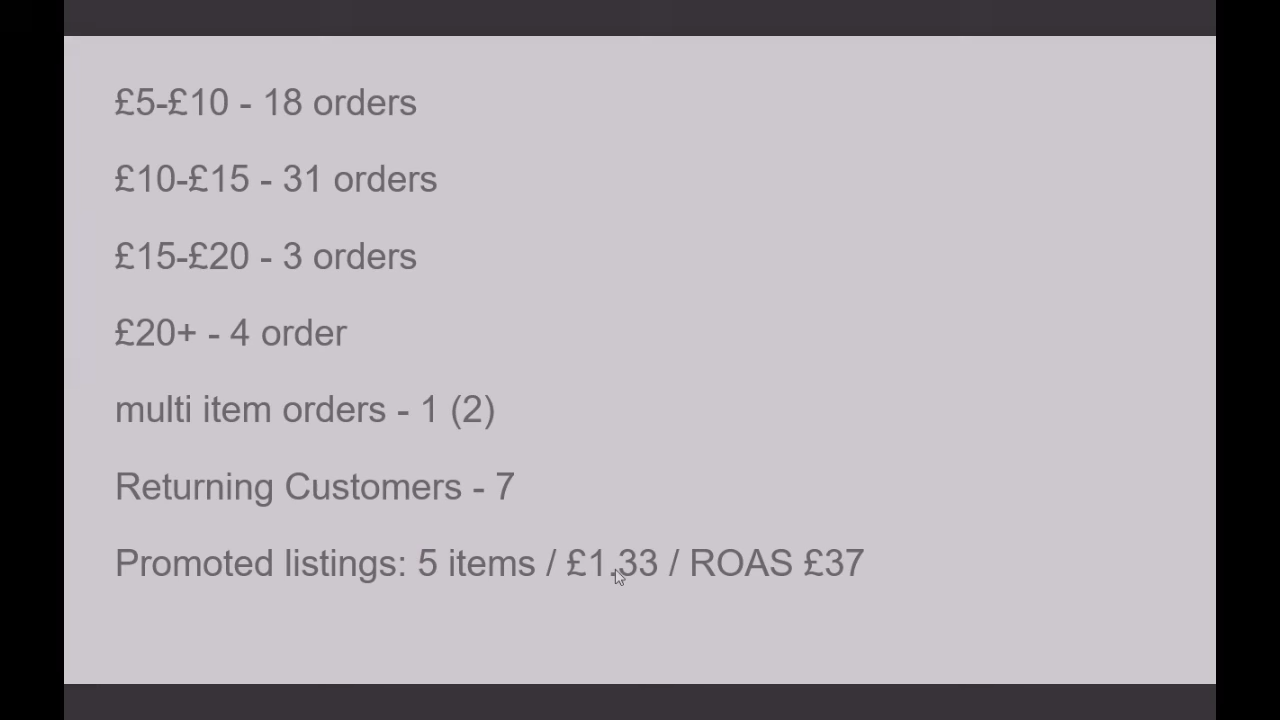 £5-£10 - 18 orders
£10-£15 - 31 orders
£15-£20 - 3 orders
£20+ - 4 order
multi item orders - 1 (2)
Returning Customers - 7
Promoted listings: 5 items / £1.33 / ROAS £37